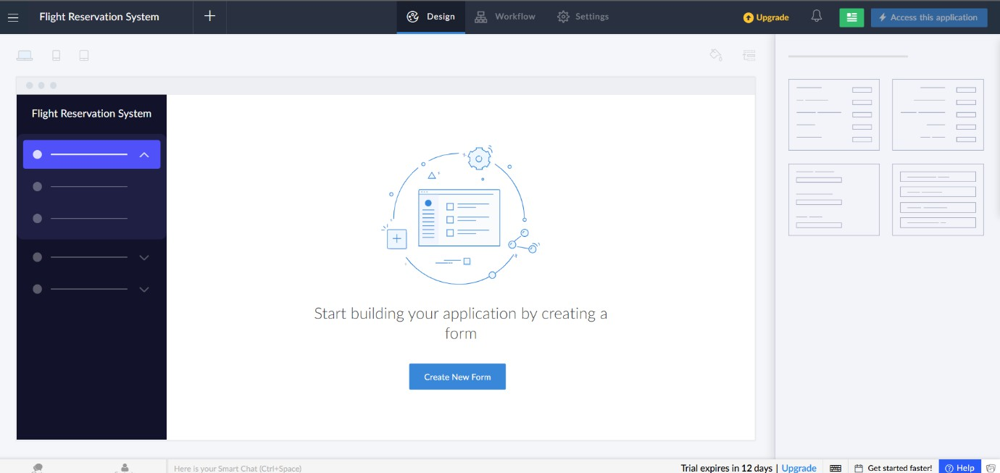 Flight Reservation System
Design
Workflow
Settings
Upgrade
Access this application
Flight Reservation System
Start building your application by creating a
form
Create New Form
Here is your Smart Chat (Ctrl+Space)
Trial expires in 12 days | Upgrade
Get started faster!
Help